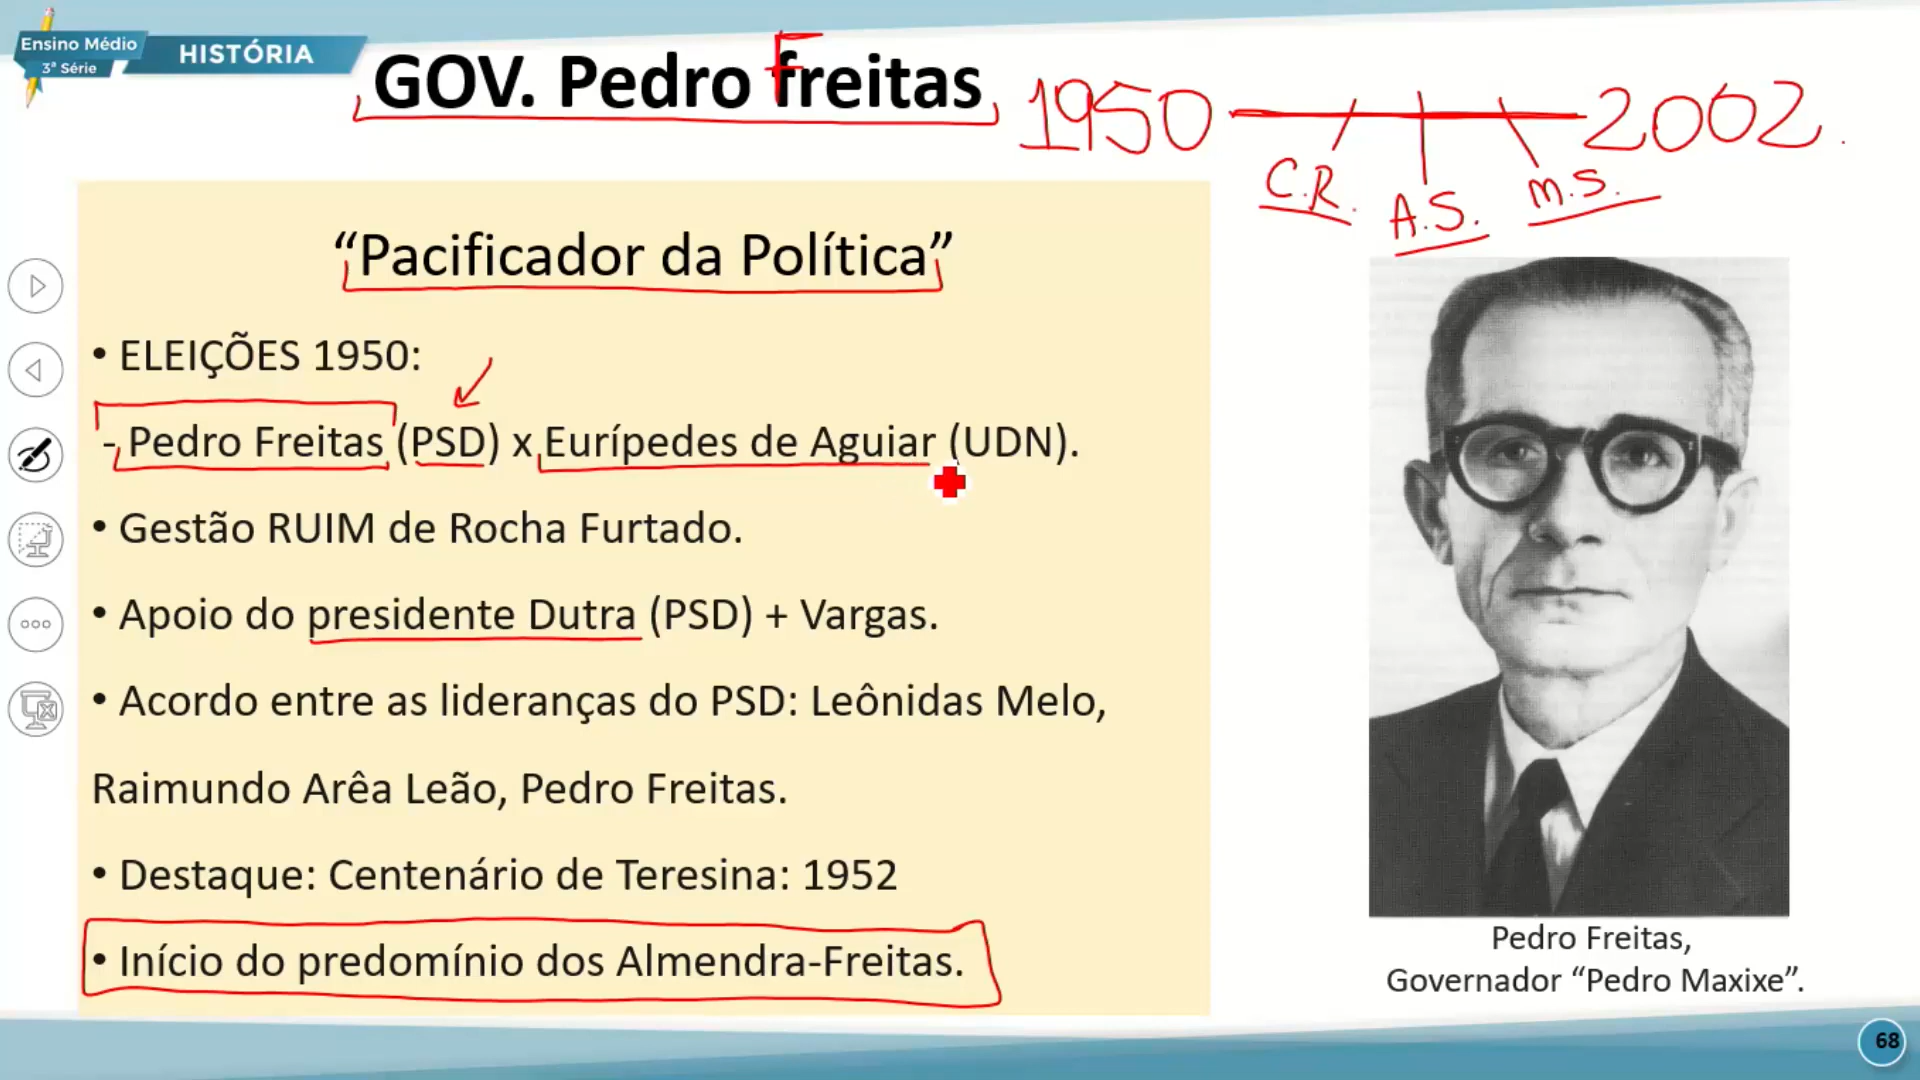 Ensino Médio
3ª Série
HISTÓRIA
GOV. Pedro freitas
F
1950 2002.
C.R.
A.S.
M.S.
“Pacificador da Política”
• ELEIÇÕES 1950:
- Pedro Freitas (PSD) x Eurípedes de Aguiar (UDN).
• Gestão RUIM de Rocha Furtado.
• Apoio do presidente Dutra (PSD) + Vargas.
• Acordo entre as lideranças do PSD: Leônidas Melo,
Raimundo Arêa Leão, Pedro Freitas.
• Destaque: Centenário de Teresina: 1952
• Início do predomínio dos Almendra-Freitas.
Pedro Freitas,
Governador “Pedro Maxixe”.
68